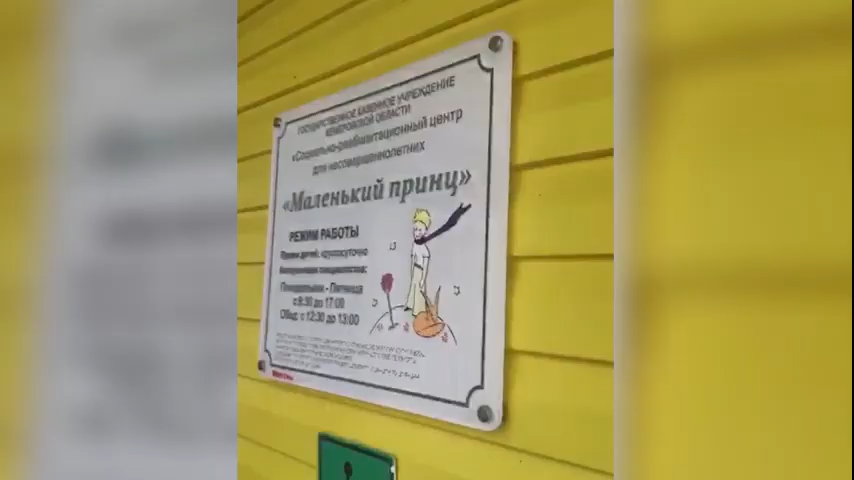 ГОСУДАРСТВЕННОЕ КАЗЕННОЕ УЧРЕЖДЕНИЕ
КЕМЕРОВСКОЙ ОБЛАСТИ
«Социально-реабилитационный центр
для несовершеннолетних
«Маленький принц»
РЕЖИМ РАБОТЫ
Прием детей: круглосуточно
специалистов:
Понедельник - Пятница
с 8:30 до 17:00
Обед: с 12:30 до 13:00